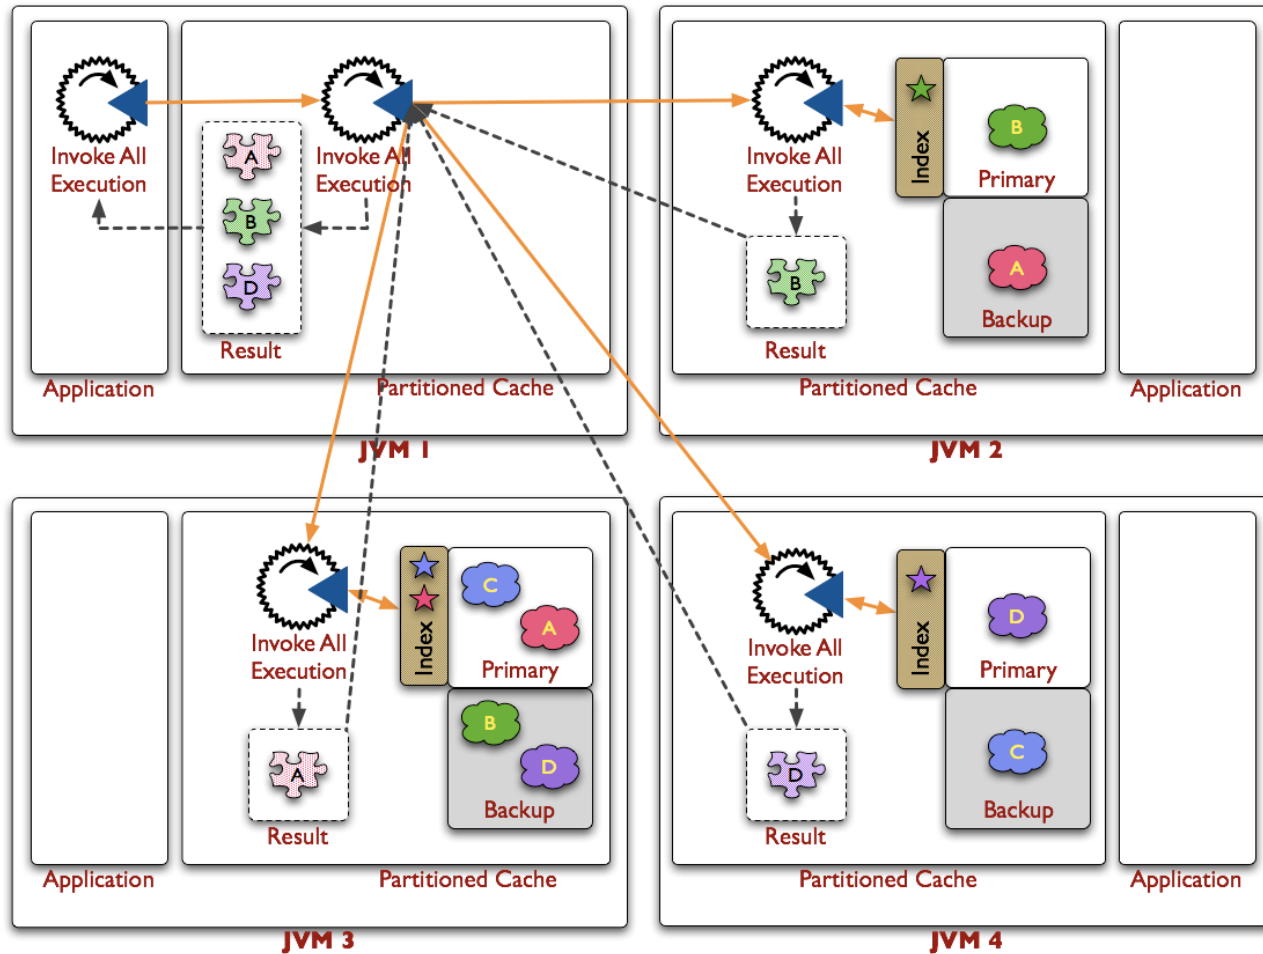 Invoke All
Execution
A
B
D
Result
Invoke All
Execution
Application
Partitioned Cache
JVM 1
Invoke All
Execution
Index
B
Primary
A
Backup
B
Result
Partitioned Cache
Application
JVM 2
Invoke All
Execution
Index
C
A
Primary
B
D
Backup
A
Result
Application
Partitioned Cache
JVM 3
Invoke All
Execution
Index
D
Primary
C
Backup
D
Result
Partitioned Cache
Application
JVM 4